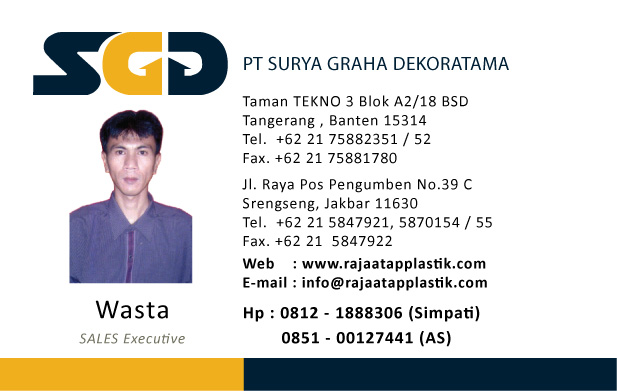 SGD
PT SURYA GRAHA DEKORATAMA
Taman TEKNO 3 Blok A2/18 BSD
Tangerang , Banten 15314
Tel.  +62 21 75882351 / 52
Fax. +62 21 75881780
Jl. Raya Pos Pengumben No.39 C
Srengseng, Jakbar 11630
Tel.  +62 21 5847921, 5870154 / 55
Fax. +62 21  5847922
Web    : www.rajaatapplastik.com
E-mail : info@rajaatapplastik.com
Hp : 0812 - 1888306 (Simpati)
0851 - 00127441 (AS)
Wasta
SALES Executive